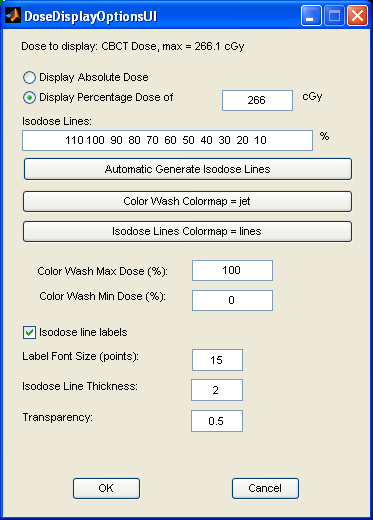 DoseDisplayOptionsUI
Dose to display: CBCT Dose, max = 266.1 cGy
Display Absolute Dose
Display Percentage Dose of 266 cGy
Isodose Lines:
110 100 90 80 70 60 50 40 30 20 10 %
Automatic Generate Isodose Lines
Color Wash Colormap = jet
Isodose Lines Colormap = lines
Color Wash Max Dose (%): 100
Color Wash Min Dose (%): 0
Isodose line labels
Label Font Size (points): 15
Isodose Line Thickness: 2
Transparency: 0.5
OK Cancel